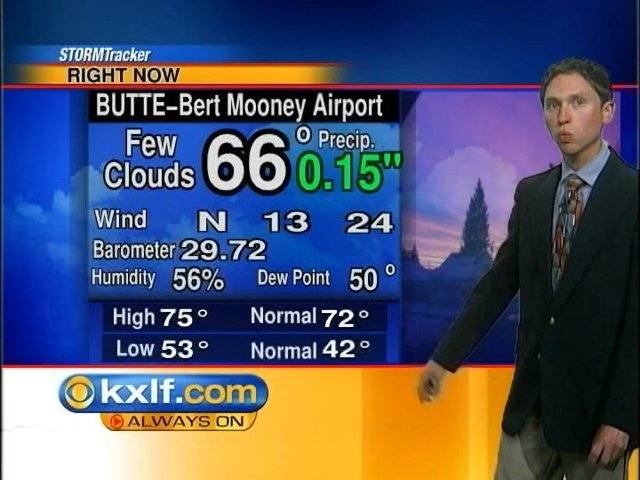 STORMTracker
RIGHT NOW
BUTTE-Bert Mooney Airport
Few Clouds 66° Precip. 0.15"
Wind N 13 24
Barometer 29.72
Humidity 56% Dew Point 50°
High 75° Normal 72°
Low 53° Normal 42°
kxlf.com
ALWAYS ON